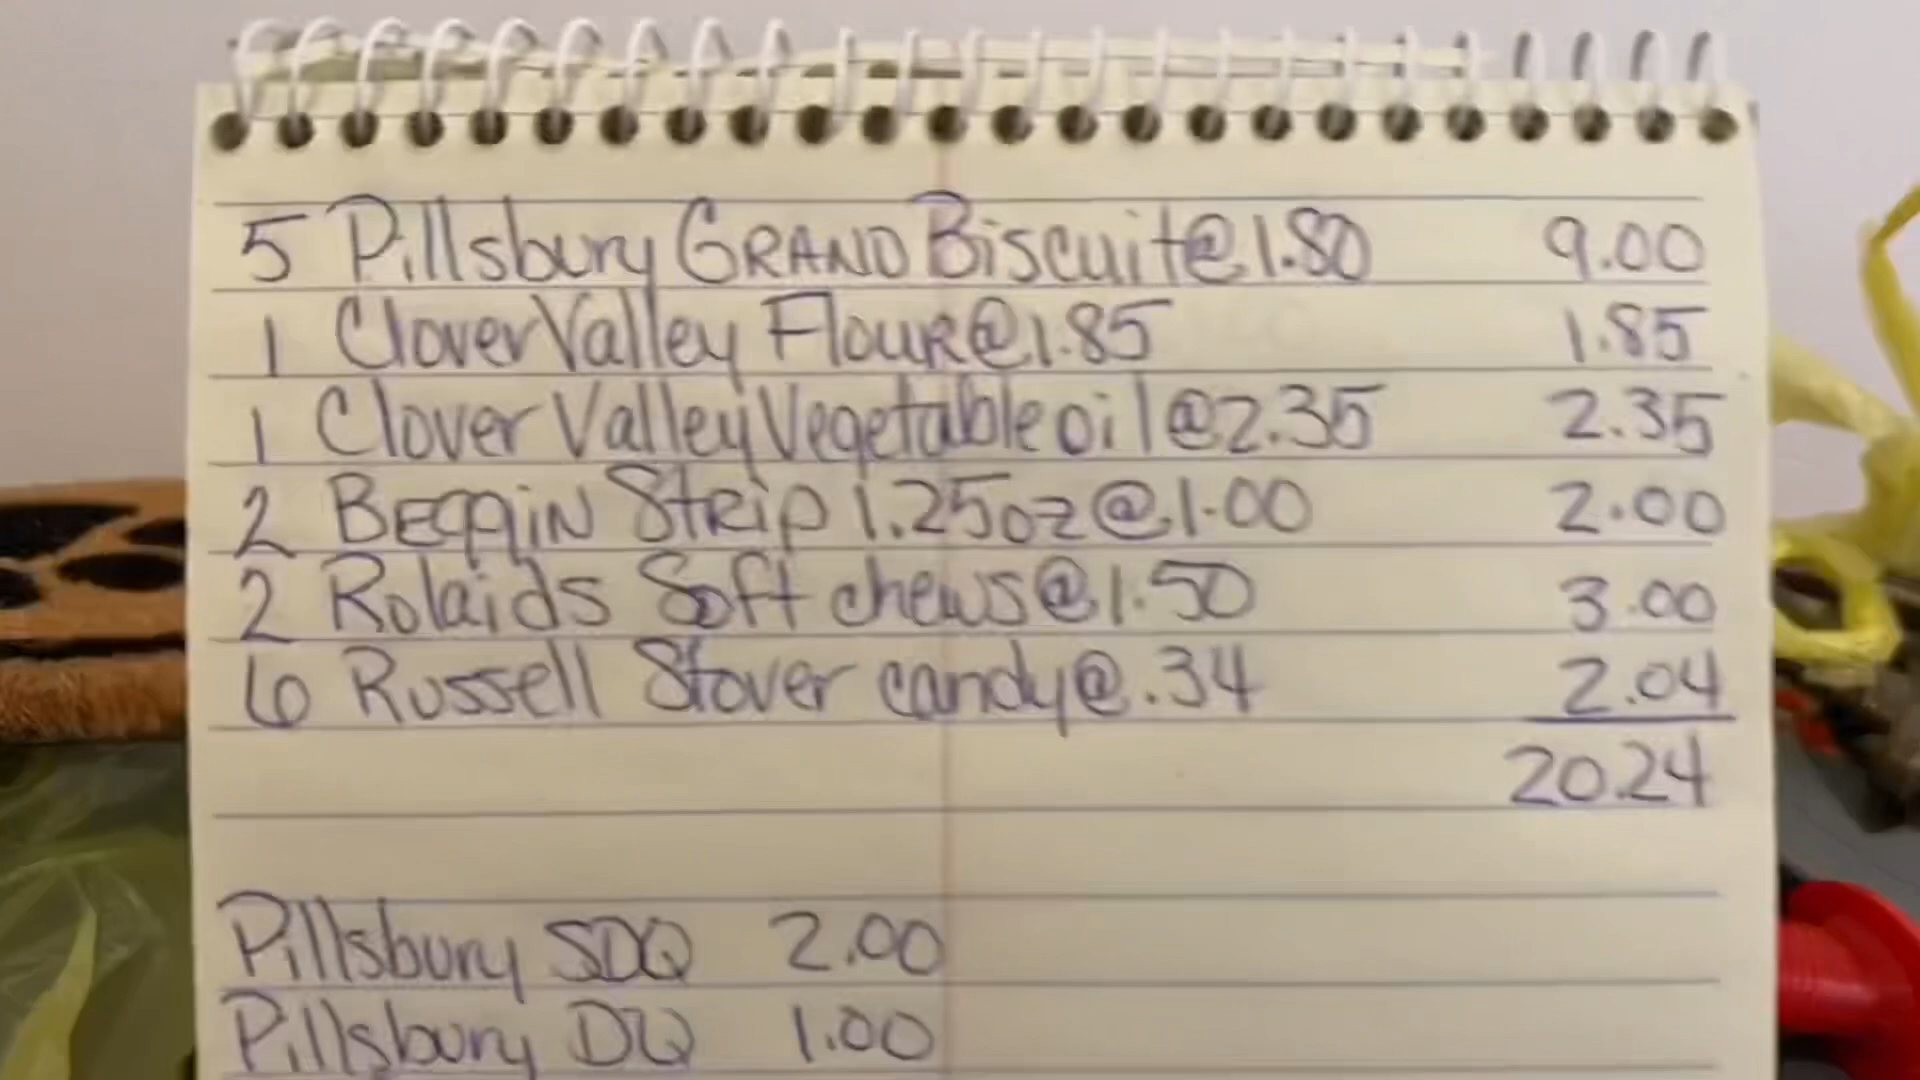 5 Pillsbury GRAND Biscuit@1.80 9.00
1 Clover Valley Flour@1.85 1.85
1 Clover Valley Vegetable oil@2.35 2.35
2 Beggin Strip 1.25oz@1.00 2.00
2 Rolaids Soft chews@1.50 3.00
6 Russell Stover candy@.34 2.04
20.24
Pillsbury SDQ 2.00
Pillsbury DQ 1.00